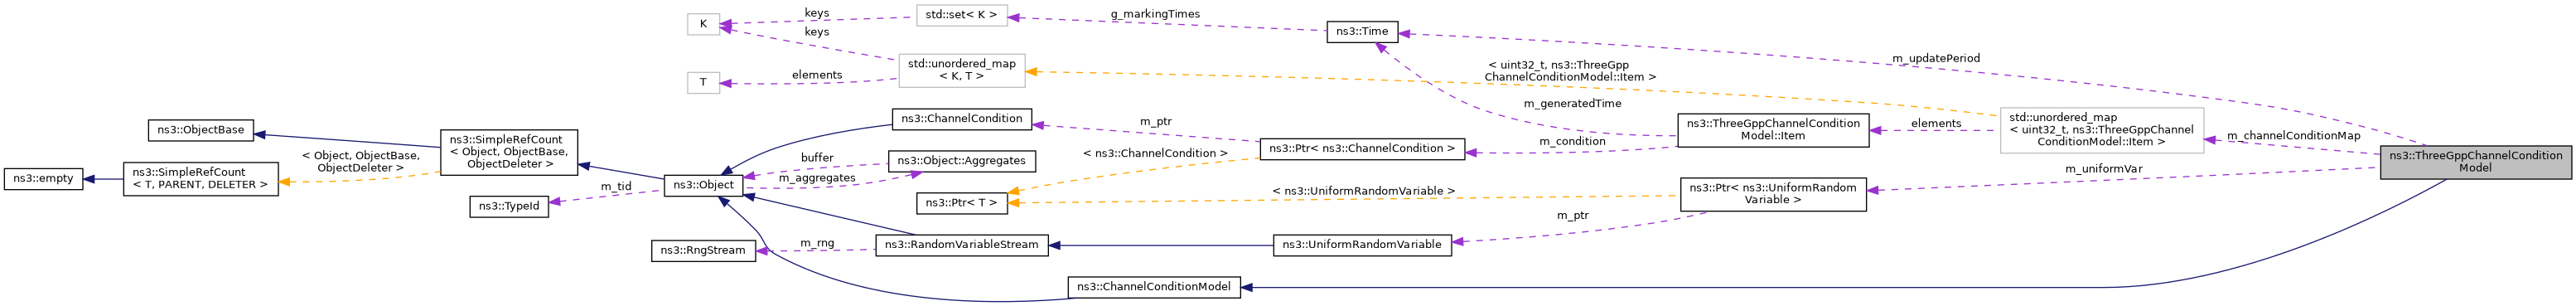 ns3::empty
ns3::SimpleRefCount
< T, PARENT, DELETER >
< Object, ObjectBase,
ObjectDeleter >
ns3::ObjectBase
ns3::SimpleRefCount
< Object, ObjectBase,
ObjectDeleter >
ns3::TypeId
m_tid
ns3::Object
K
T
ns3::RngStream
keys
keys
elements
buffer
m_aggregates
m_rng
std::set< K >
std::unordered_map
< K, T >
ns3::ChannelCondition
ns3::Object::Aggregates
ns3::Ptr< T >
ns3::RandomVariableStream
g_markingTimes
m_ptr
< ns3::ChannelCondition >
ns3::ChannelConditionModel
ns3::Time
ns3::Ptr< ns3::ChannelCondition >
< ns3::UniformRandomVariable >
ns3::UniformRandomVariable
< uint32_t, ns3::ThreeGpp
ChannelConditionModel::Item >
m_generatedTime
m_condition
m_ptr
ns3::ThreeGppChannelCondition
Model::Item
ns3::Ptr< ns3::UniformRandom
Variable >
m_updatePeriod
elements
m_uniformVar
std::unordered_map
< uint32_t, ns3::ThreeGppChannel
ConditionModel::Item >
m_channelConditionMap
ns3::ThreeGppChannelCondition
Model